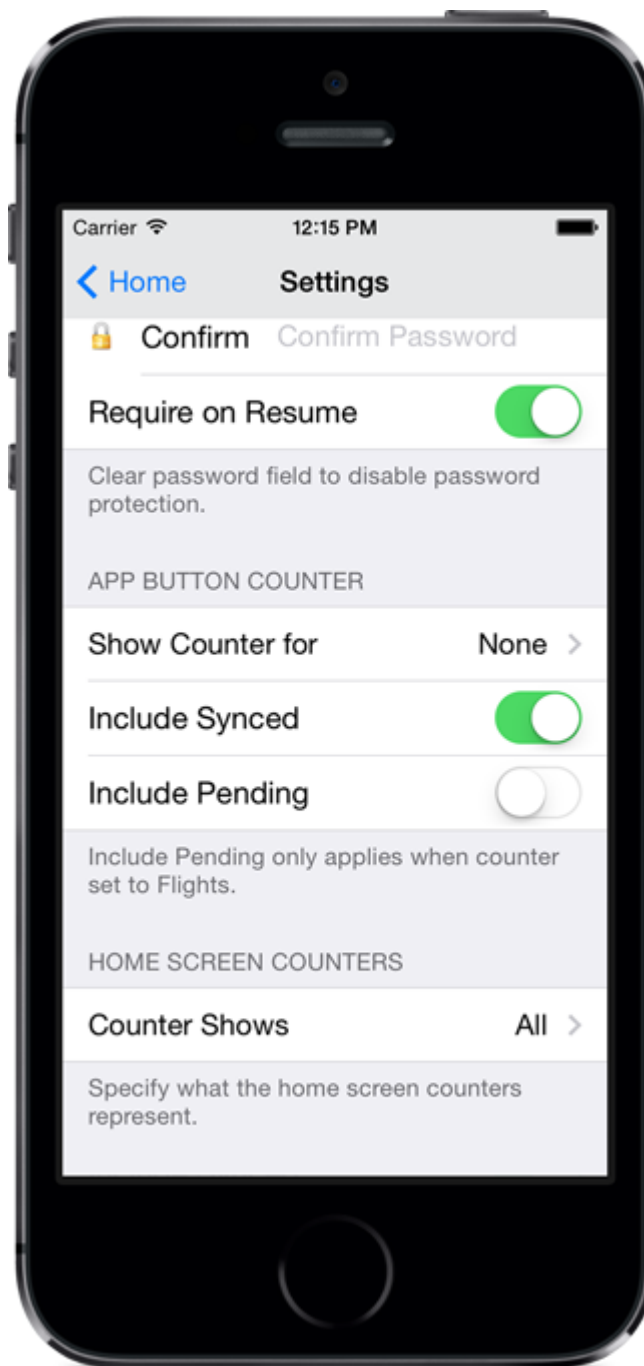 Carrier 12:15 PM
Home Settings
Confirm Confirm Password
Require on Resume
Clear password field to disable password
protection.
APP BUTTON COUNTER
Show Counter for None
Include Synced
Include Pending
Include Pending only applies when counter
set to Flights.
HOME SCREEN COUNTERS
Counter Shows All
Specify what the home screen counters
represent.